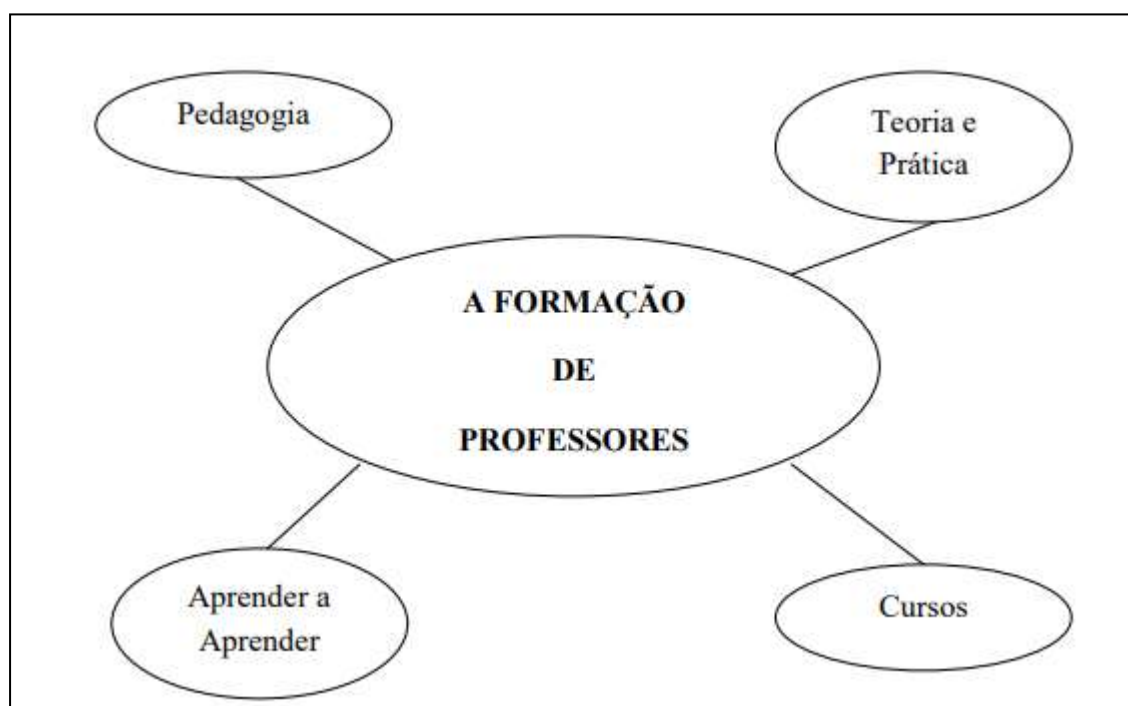 Pedagogia
Teoria e
Prática
A FORMAÇÃO
DE
PROFESSORES
Aprender a
Aprender
Cursos